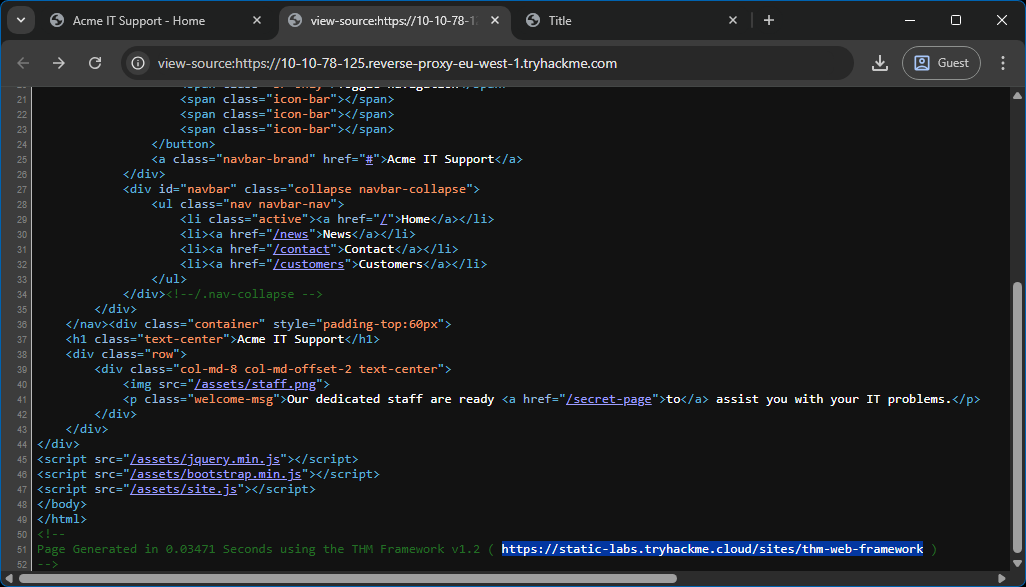 Acme IT Support - Home
view-source:https://10-10-78-1
Title
view-source:https://10-10-78-125.reverse-proxy-eu-west-1.tryhackme.com
Guest
21 <span class="icon-bar"></span>
22 <span class="icon-bar"></span>
23 <span class="icon-bar"></span>
24 </button>
25 <a class="navbar-brand" href="#">Acme IT Support</a>
26 </div>
27 <div id="navbar" class="collapse navbar-collapse">
28 <ul class="nav navbar-nav">
29 <li class="active"><a href="/">Home</a></li>
30 <li><a href="/news">News</a></li>
31 <li><a href="/contact">Contact</a></li>
32 <li><a href="/customers">Customers</a></li>
33 </ul>
34 </div><!--/.nav-collapse -->
35 </div>
36 </nav><div class="container" style="padding-top:60px">
37 <h1 class="text-center">Acme IT Support</h1>
38 <div class="row">
39 <div class="col-md-8 col-md-offset-2 text-center">
40 <img src="/assets/staff.png">
41 <p class="welcome-msg">Our dedicated staff are ready <a href="/secret-page">to</a> assist you with your IT problems.</p>
42 </div>
43 </div>
44 </div>
45 <script src="/assets/jquery.min.js"></script>
46 <script src="/assets/bootstrap.min.js"></script>
47 <script src="/assets/site.js"></script>
48 </body>
49 </html>
50 <!--
51 Page Generated in 0.03471 Seconds using the THM Framework v1.2 ( https://static-labs.tryhackme.cloud/sites/thm-web-framework )
52 -->